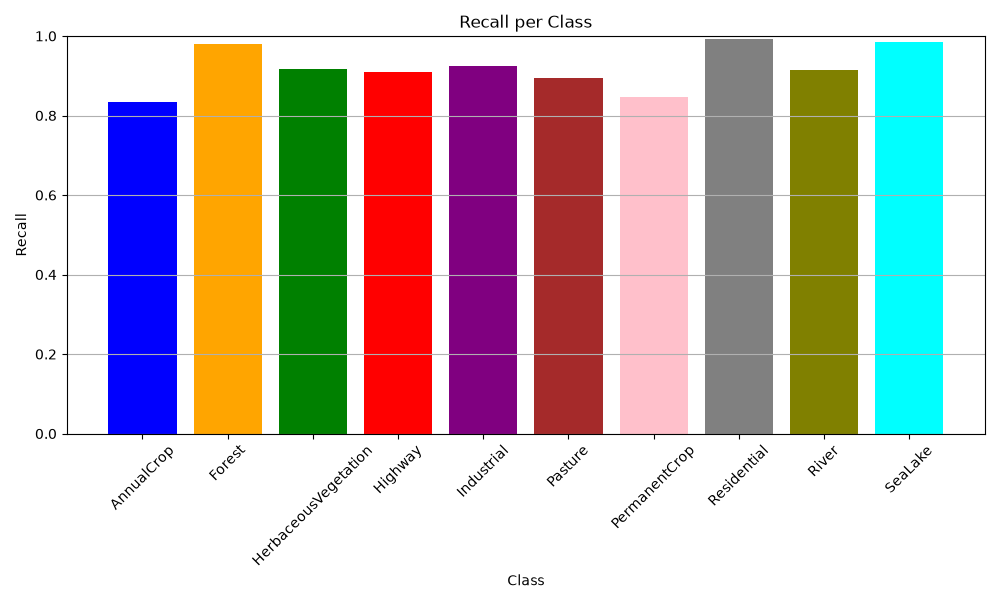 Recall per Class
Recall
1.0
0.8
0.6
0.4
0.2
0.0
AnnualCrop
Forest
HerbaceousVegetation
Highway
Industrial
Pasture
PermanentCrop
Residential
River
SeaLake
Class